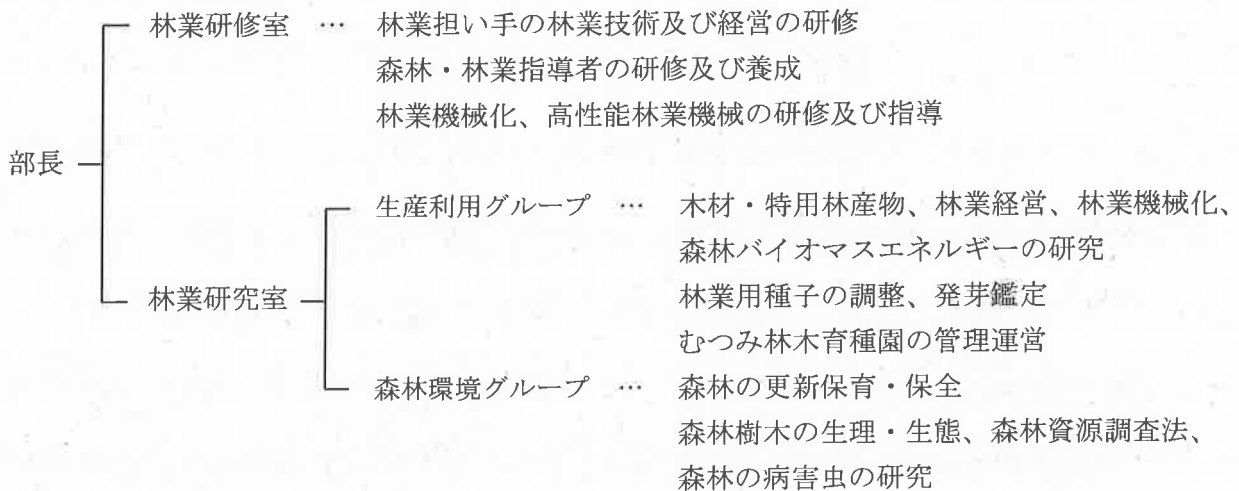 林業研修室 … 林業担い手の林業技術及び経営の研修
森林・林業指導者の研修及び養成
林業機械化、高性能林業機械の研修及び指導
部長
生産利用グループ … 木材・特用林産物、林業経営、林業機械化、
森林バイオマスエネルギーの研究
林業研究室
林業用種子の調整、発芽鑑定
むつみ林木育種園の管理運営
森林環境グループ … 森林の更新保育・保全
森林樹木の生理・生態、森林資源調査法、
森林の病害虫の研究